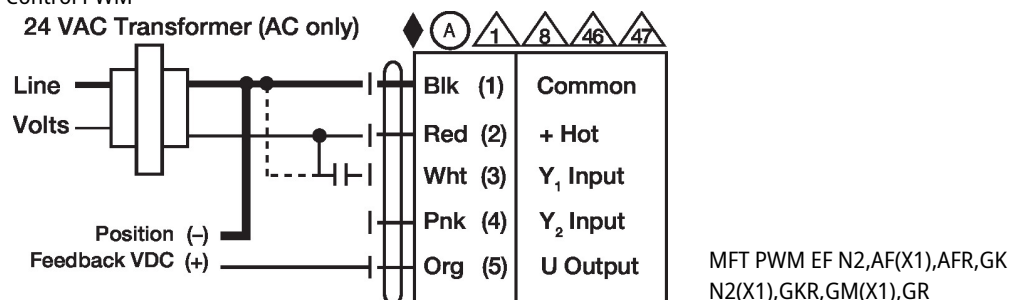 Control PWM
24 VAC Transformer (AC only)
A 1 8 46 47
Line
Volts
Blk (1) Common
Red (2) + Hot
Wht (3) Y1 Input
Pnk (4) Y2 Input
Org (5) U Output
Position (–)
Feedback VDC (+)
MFT PWM EF N2,AF(X1),AFR,GK
N2(X1),GKR,GM(X1),GR